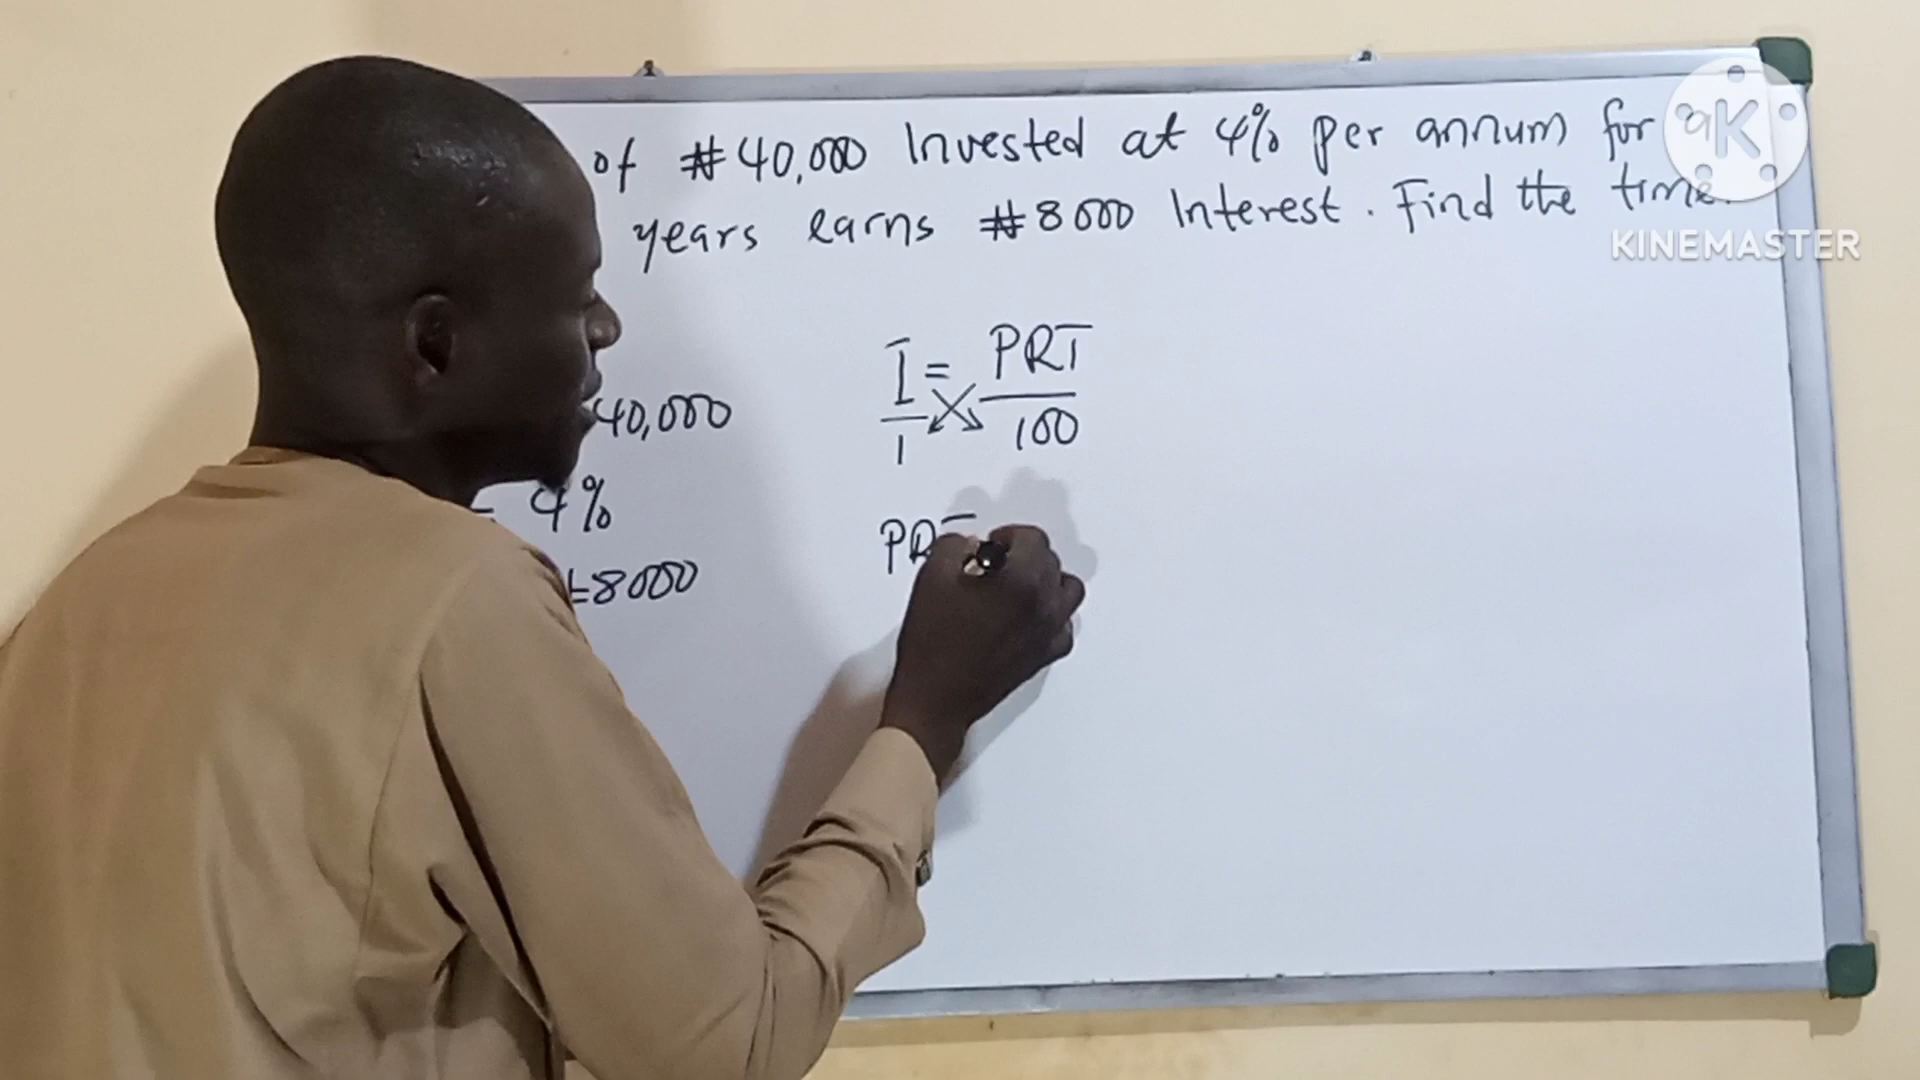 of #40,000 Invested at 4% per annum for a
years earns #8000 Interest. Find the time.
K
KINEMASTER
I = PRT
1 100
40,000
= 4%
=8000
PRT